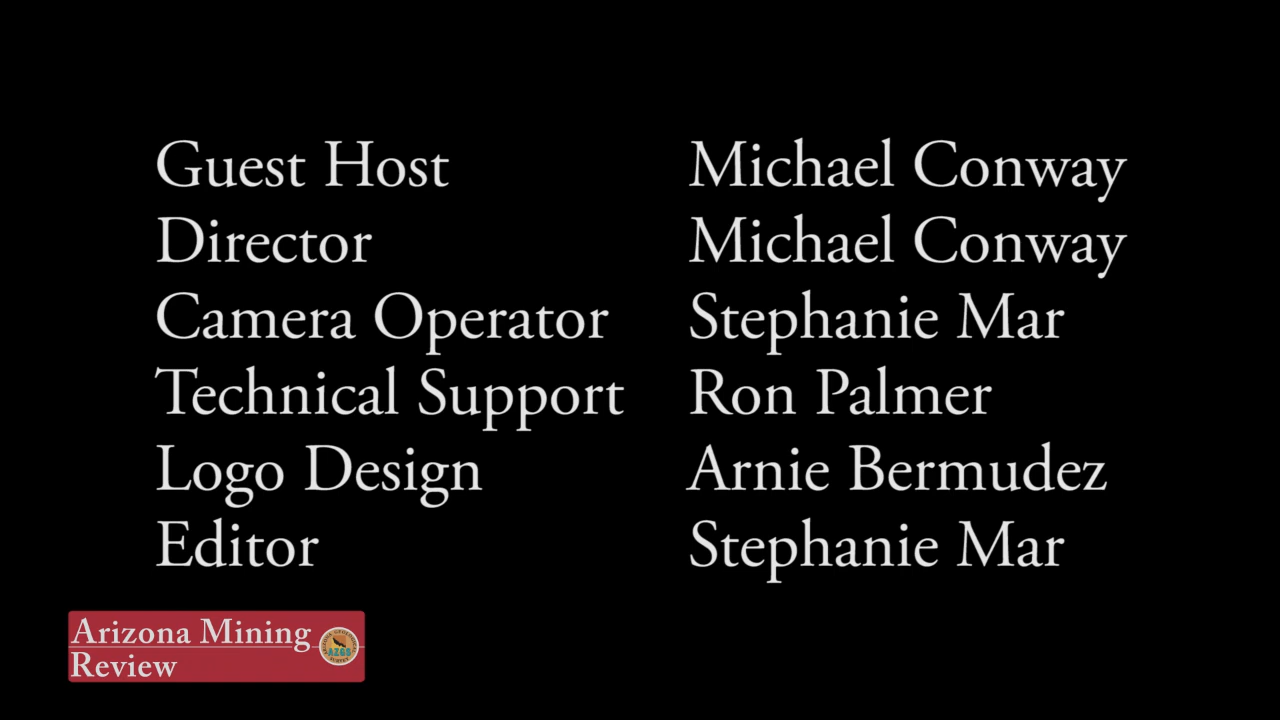 Guest Host Michael Conway
Director Michael Conway
Camera Operator Stephanie Mar
Technical Support Ron Palmer
Logo Design Arnie Bermudez
Editor Stephanie Mar
Arizona Mining
Review
AZGS